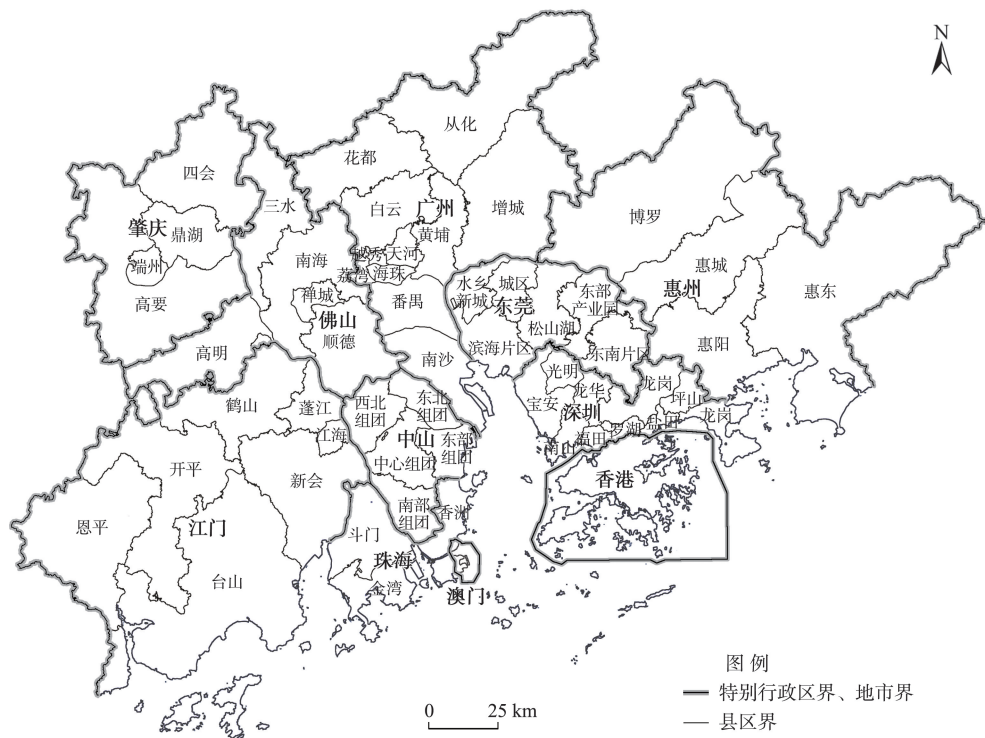 N
从化
花都
四会
三水
白云
广州
增城
博罗
肇庆
鼎湖
黄埔
越秀
天河
端州
南海
荔湾
海珠
惠城
水乡
新城
城区
东部
产业园
惠州
惠东
高要
禅城
番禺
东莞
佛山
松山湖
顺德
惠阳
高明
南沙
滨海片区
东南片区
光明
龙岗
龙华
坪山
鹤山
蓬江
西北
组团
东北
组团
宝安
深圳
盐田
龙岗
罗湖
福田
南山
江海
中山
东部
组团
开平
新会
中心组团
香港
恩平
江门
南部
组团
香洲
斗门
珠海
台山
金湾
澳门
图例
特别行政区界、地市界
县区界
0
25 km